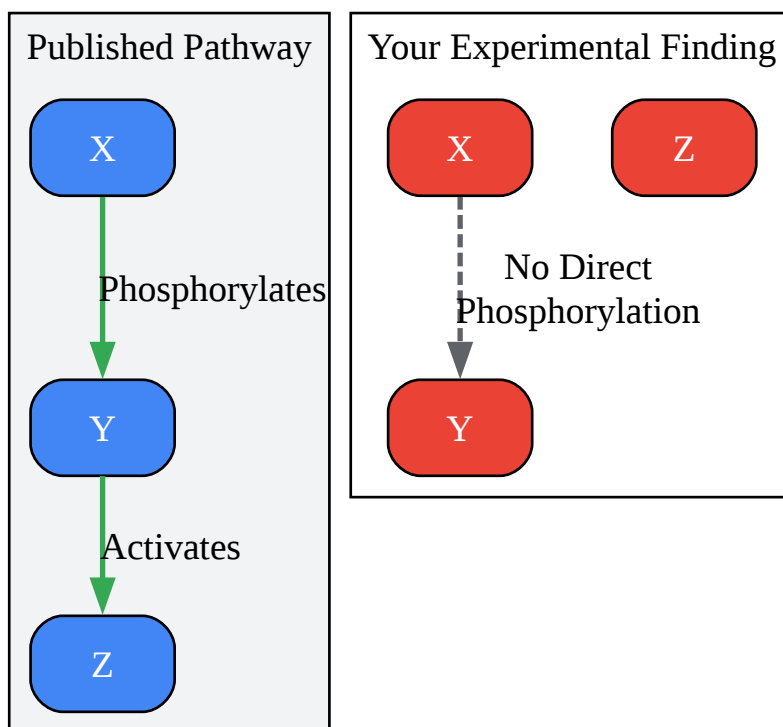 Published Pathway
X
Phosphorylates
Y
Activates
Z
Your Experimental Finding
X
Z
No Direct
Phosphorylation
Y